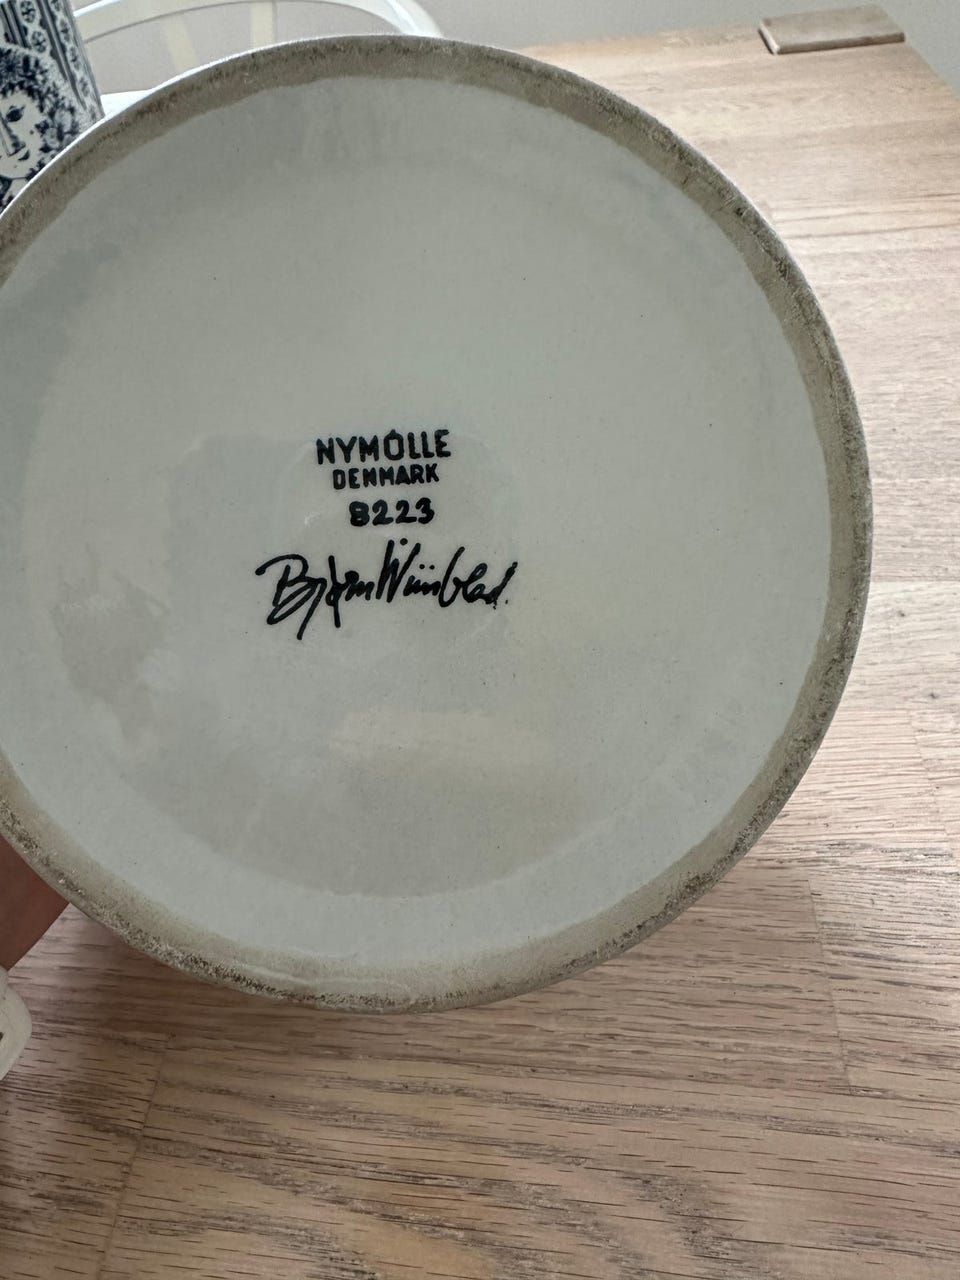 NYMÖLLE
DENMARK
8223
Bjørn Wiinblad.